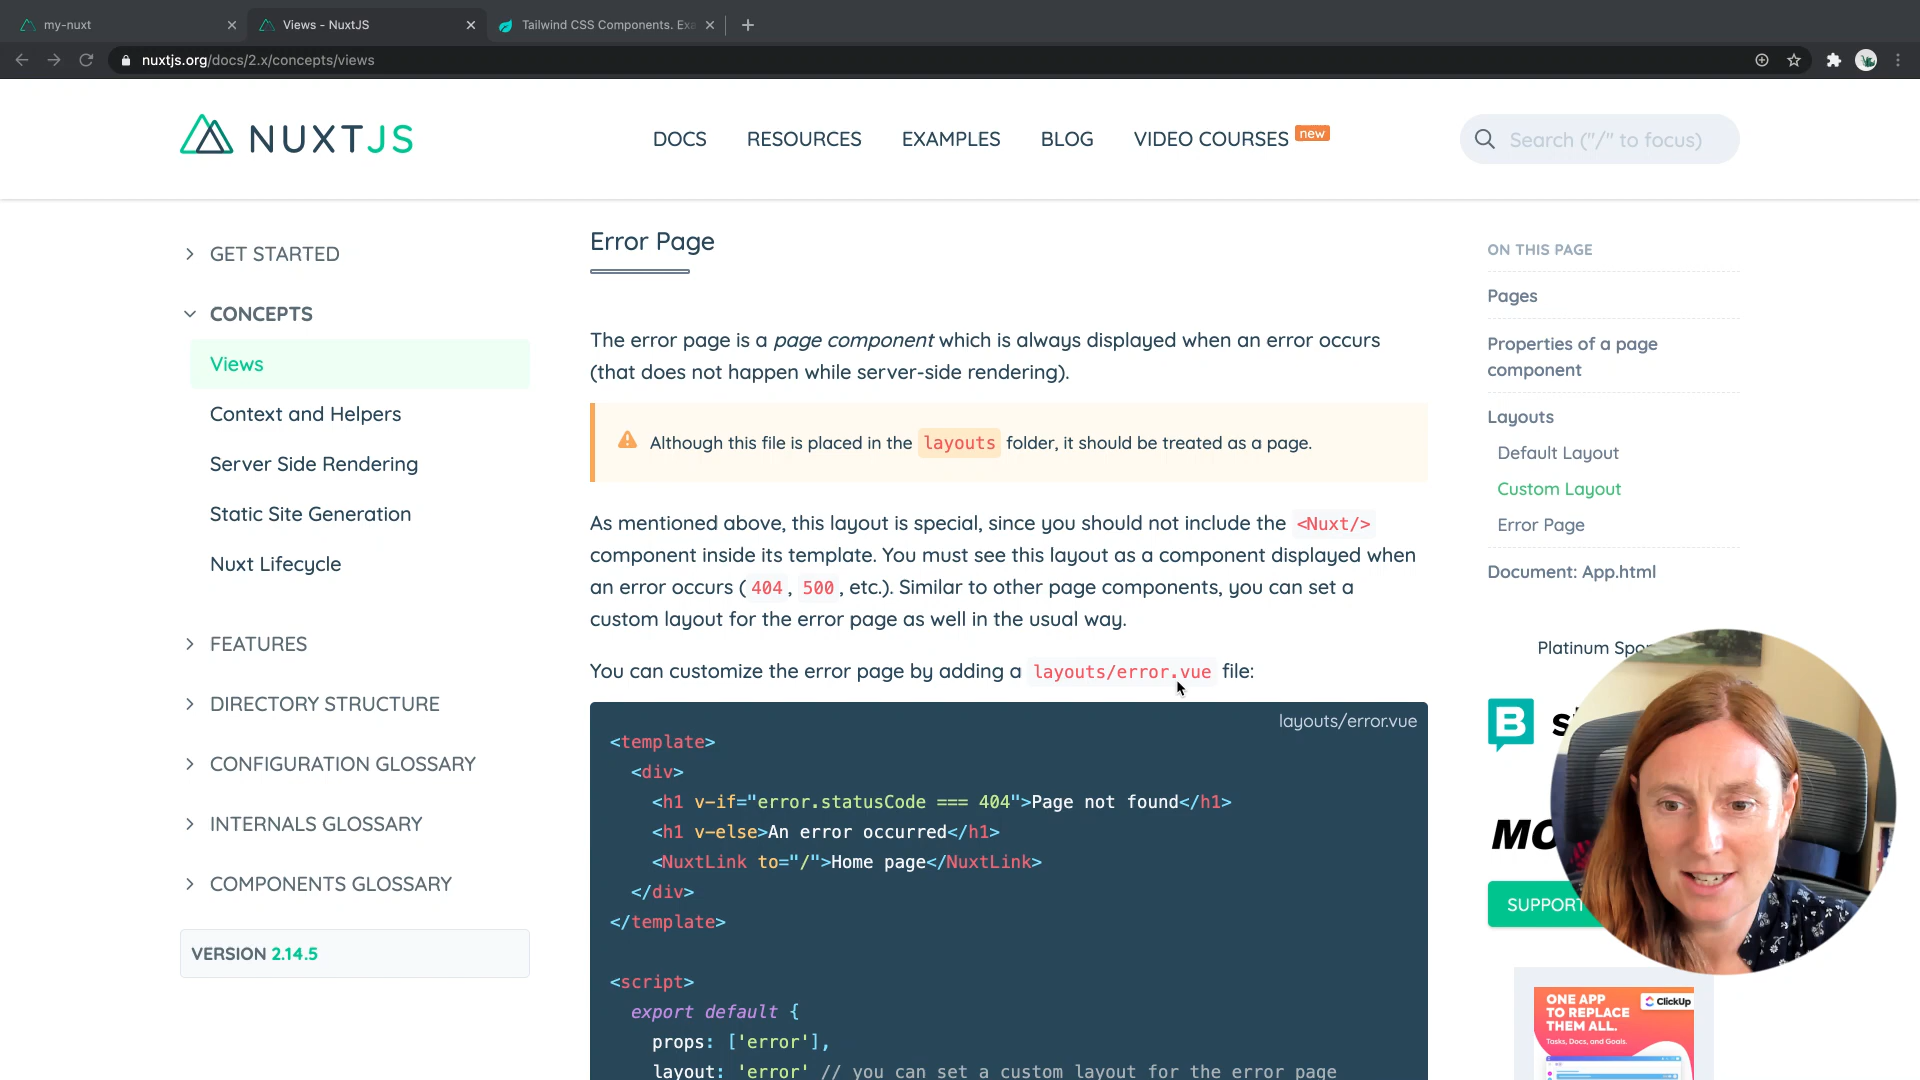 my-nuxt
Views - NuxtJS
Tailwind CSS Components. Exa
nuxtjs.org/docs/2.x/concepts/views
NUXTJS
DOCS
RESOURCES
EXAMPLES
BLOG
VIDEO COURSES new
Search ("/" to focus)
GET STARTED
CONCEPTS
Views
Context and Helpers
Server Side Rendering
Static Site Generation
Nuxt Lifecycle
FEATURES
DIRECTORY STRUCTURE
CONFIGURATION GLOSSARY
INTERNALS GLOSSARY
COMPONENTS GLOSSARY
VERSION 2.14.5
Error Page
The error page is a page component which is always displayed when an error occurs
(that does not happen while server-side rendering).
Although this file is placed in the layouts folder, it should be treated as a page.
As mentioned above, this layout is special, since you should not include the <Nuxt/>
component inside its template. You must see this layout as a component displayed when
an error occurs ( 404 , 500 , etc.). Similar to other page components, you can set a
custom layout for the error page as well in the usual way.
You can customize the error page by adding a layouts/error.vue file:
layouts/error.vue
<template>
<div>
<h1 v-if="error.statusCode === 404">Page not found</h1>
<h1 v-else>An error occurred</h1>
<NuxtLink to="/">Home page</NuxtLink>
</div>
</template>
<script>
export default {
props: ['error'],
layout: 'error' // you can set a custom layout for the error page
ON THIS PAGE
Pages
Properties of a page
component
Layouts
Default Layout
Custom Layout
Error Page
Document: App.html
Platinum Spo
B
MO
SUPPORT
ONE APP
TO REPLACE
THEM ALL.
ClickUp
Tasks, Docs, and Goals.